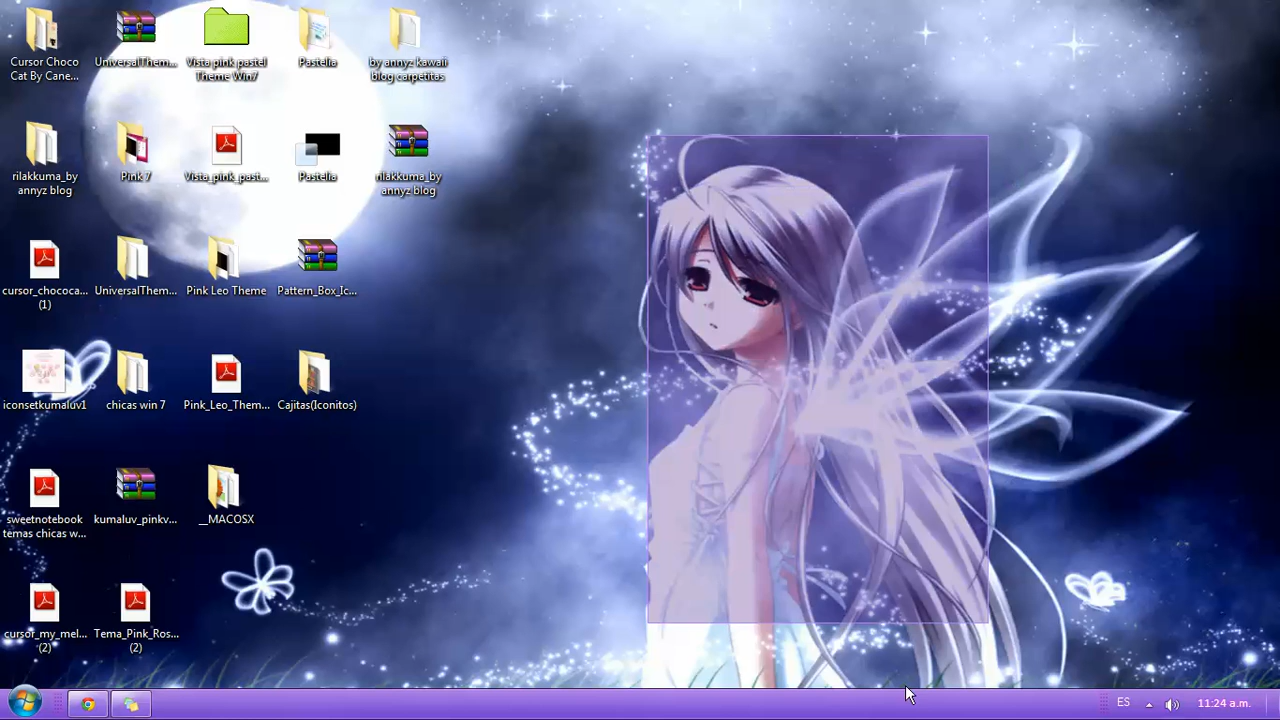 Cursor Choco
Cat By Cane...
UniversalThem...
Vista pink pastel
Theme Win7
Pastelia
by annyz kawaii
blog carpetitas
rilakkuma_by
annyz blog
Pink 7
Vista_pink_past...
Pastelia
rilakkuma_by
annyz blog
cursor_chococa...
(1)
UniversalThem...
Pink Leo Theme
Pattern_Box_Ic...
iconsetkumaluv1
chicas win 7
Pink_Leo_Them...
Cajitas(Iconitos)
sweetnotebook
temas chicas w...
kumaluv_pinkv...
__MACOSX
cursor_my_mel...
(2)
Tema_Pink_Ros...
(2)
ES
11:24 a.m.